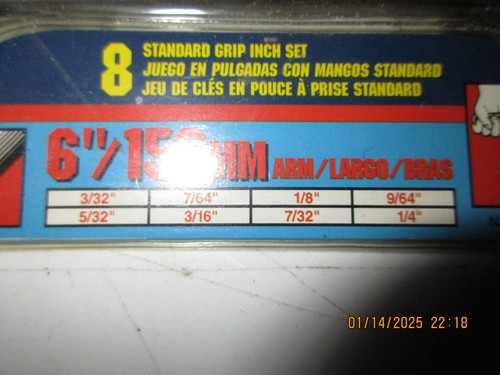 8 STANDARD GRIP INCH SET
JUEGO EN PULGADAS CON MANGOS STANDARD
JEU DE CLÉS EN POUCE À PRISE STANDARD
6"/ ARM/LARGO/BRAS
3/32" 7/64" 1/8" 9/64"
5/32" 3/16" 7/32" 1/4"
01/14/2025 22:18